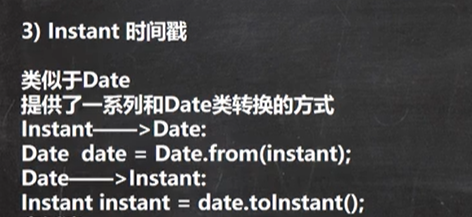 3) Instant 时间戳
类似于Date
提供了一系列和Date类转换的方式
Instant——>Date:
Date date = Date.from(instant);
Date——>Instant:
Instant instant = date.toInstant();